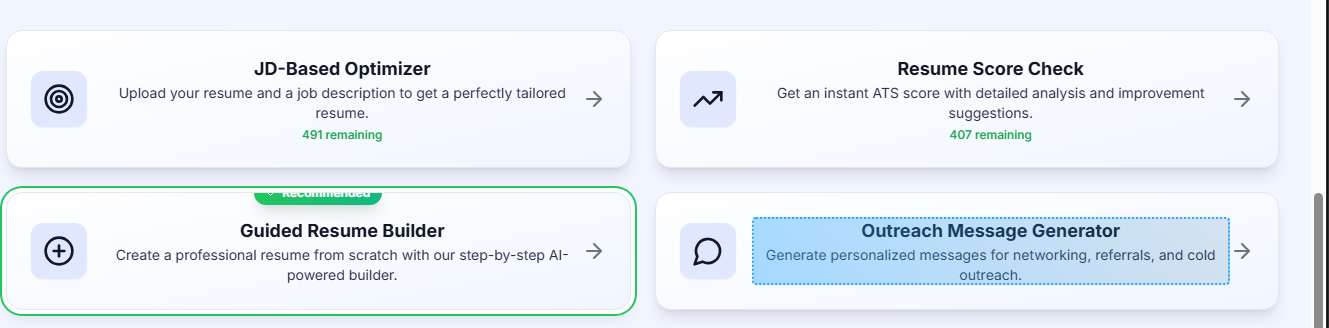 JD-Based Optimizer
Upload your resume and a job description to get a perfectly tailored
resume.
491 remaining
Resume Score Check
Get an instant ATS score with detailed analysis and improvement
suggestions.
407 remaining
Recommended
Guided Resume Builder
Create a professional resume from scratch with our step-by-step AI-
powered builder.
Outreach Message Generator
Generate personalized messages for networking, referrals, and cold
outreach.